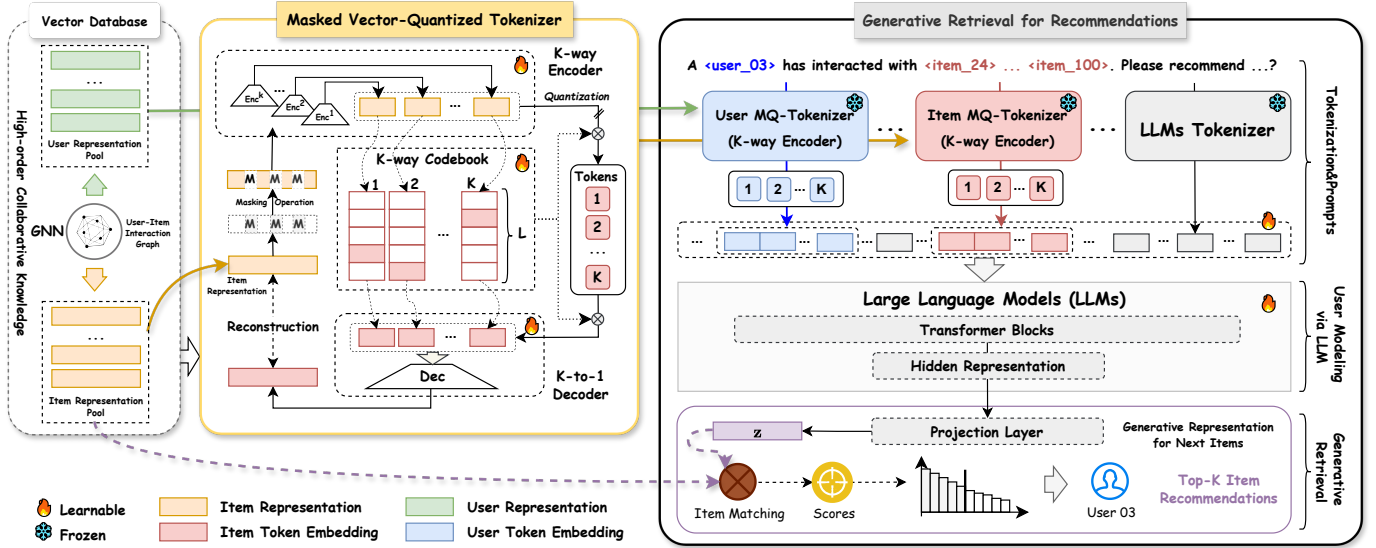 Vector Database
...
User Representation
Pool
High-order Collaborative Knowledge
GNN
User-Item
Interaction
Graph
...
Item Representation
Pool
Masked Vector-Quantized Tokenizer
K-way
Encoder
Enc^k
...
Enc^2
Enc^1
...
Quantization
M M M
Masking Operation
M M M
Item
Representation
Reconstruction
K-way Codebook
1
2
K
...
L
Tokens
1
2
...
K
...
Dec
K-to-1
Decoder
Generative Retrieval for Recommendations
A <user_03> has interacted with <item_24> ... <item_100>. Please recommend ...?
User MQ-Tokenizer
(K-way Encoder)
...
Item MQ-Tokenizer
(K-way Encoder)
...
LLMs Tokenizer
1 2 ... K
1 2 ... K
... ... ... ... ... ... ... ...
Tokenization&Prompts
Large Language Models (LLMs)
Transformer Blocks
Hidden Representation
User Modeling
via LLM
z
Projection Layer
Generative Representation
for Next Items
Item Matching
Scores
User 03
Top-K Item
Recommendations
Generative
Retrieval
Learnable
Frozen
Item Representation
Item Token Embedding
User Representation
User Token Embedding